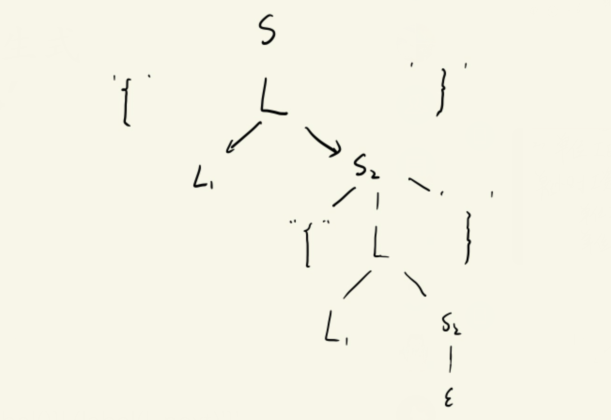 S
'{' L '}'
L₁ S₂
"{" L '}'
L₁ S₂
ε